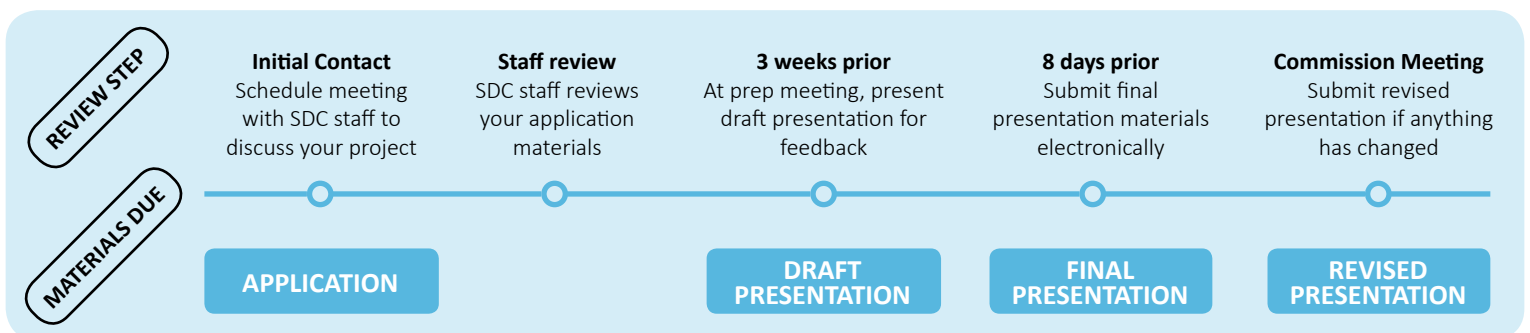 REVIEW STEP
Initial Contact
Schedule meeting
with SDC staff to
discuss your project
Staff review
SDC staff reviews
your application
materials
3 weeks prior
At prep meeting, present
draft presentation for
feedback
8 days prior
Submit final
presentation materials
electronically
Commission Meeting
Submit revised
presentation if anything
has changed
MATERIALS DUE
APPLICATION
DRAFT
PRESENTATION
FINAL
PRESENTATION
REVISED
PRESENTATION